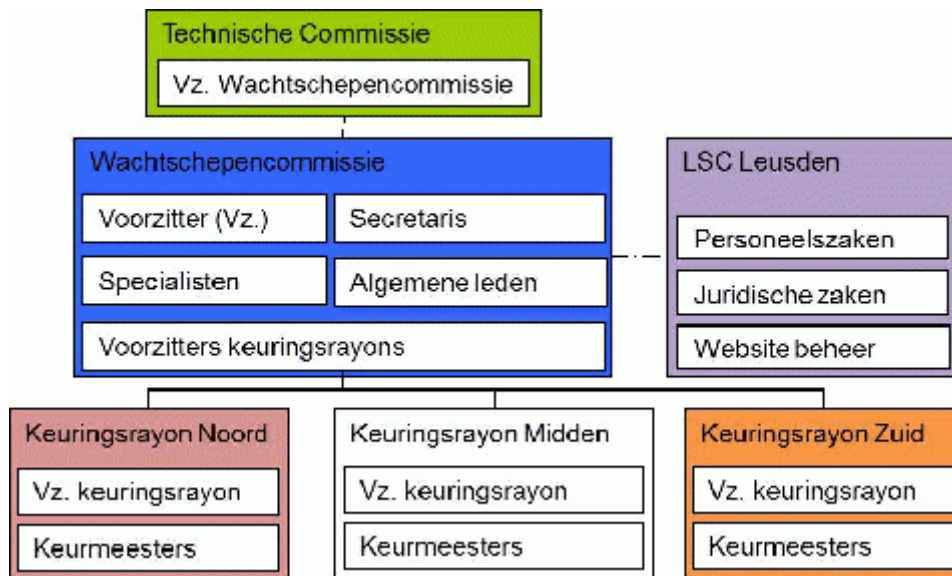 Technische Commissie
Vz. Wachtschepencommissie
Wachtschepencommissie
Voorzitter (Vz.)
Secretaris
Specialisten
Algemene leden
Voorzitters keuringsrayons
LSC Leusden
Personeelszaken
Juridische zaken
Website beheer
Keuringsrayon Noord
Vz. keuringsrayon
Keurmeesters
Keuringsrayon Midden
Vz. keuringsrayon
Keurmeesters
Keuringsrayon Zuid
Vz. keuringsrayon
Keurmeesters